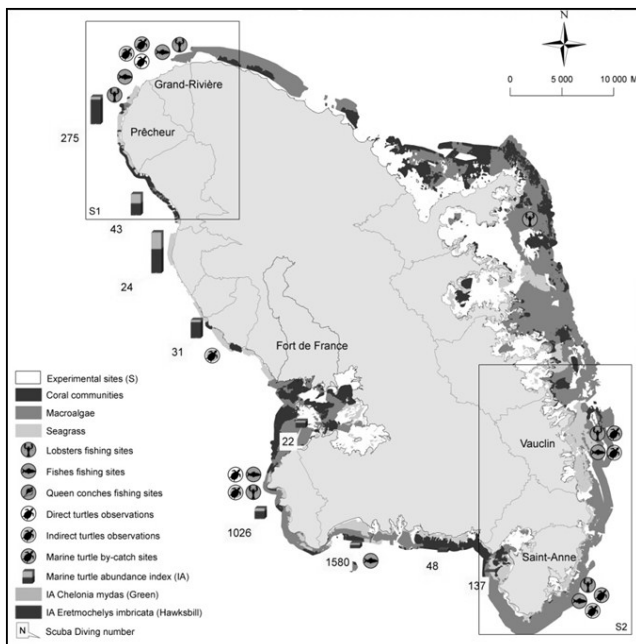 N
0 5 000 10 000 M
Grand-Rivière
Prêcheur
275
S1
43
24
31
Fort de France
22
1026
1580
48
137
Vauclin
Saint-Anne
S2
Experimental sites (S)
Coral communities
Macroalgae
Seagrass
Lobsters fishing sites
Fishes fishing sites
Queen conches fishing sites
Direct turtles observations
Indirect turtles observations
Marine turtle by-catch sites
Marine turtle abundance index (IA)
IA Chelonia mydas (Green)
IA Eretmochelys imbricata (Hawksbill)
N Scuba Diving number